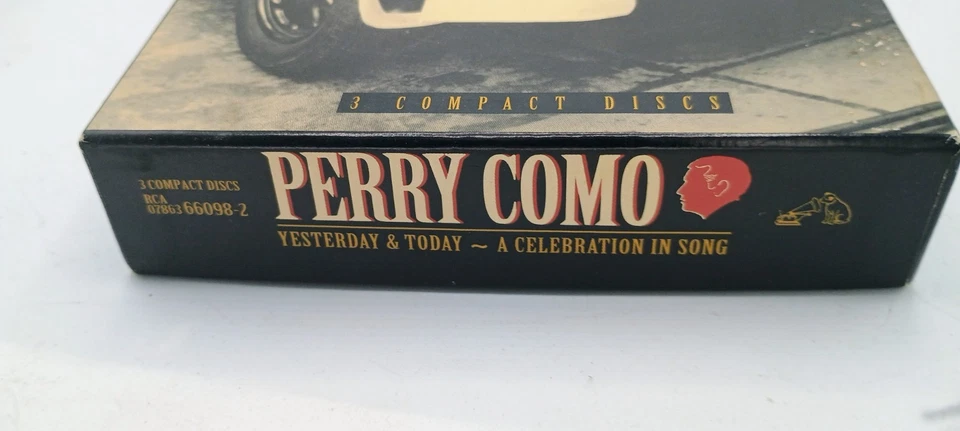 3 COMPACT DISCS
3 COMPACT DISCS
RCA
07863 66098-2
PERRY COMO
YESTERDAY & TODAY ~ A CELEBRATION IN SONG